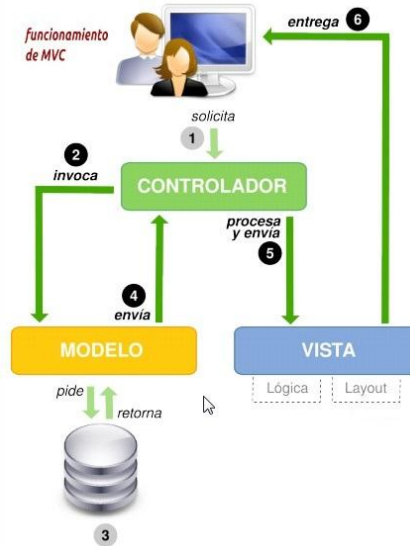 funcionamiento
de MVC
entrega 6
solicita
1
2
invoca
CONTROLADOR
procesa
y envía
5
4
envía
MODELO
VISTA
Lógica
Layout
pide
retorna
3